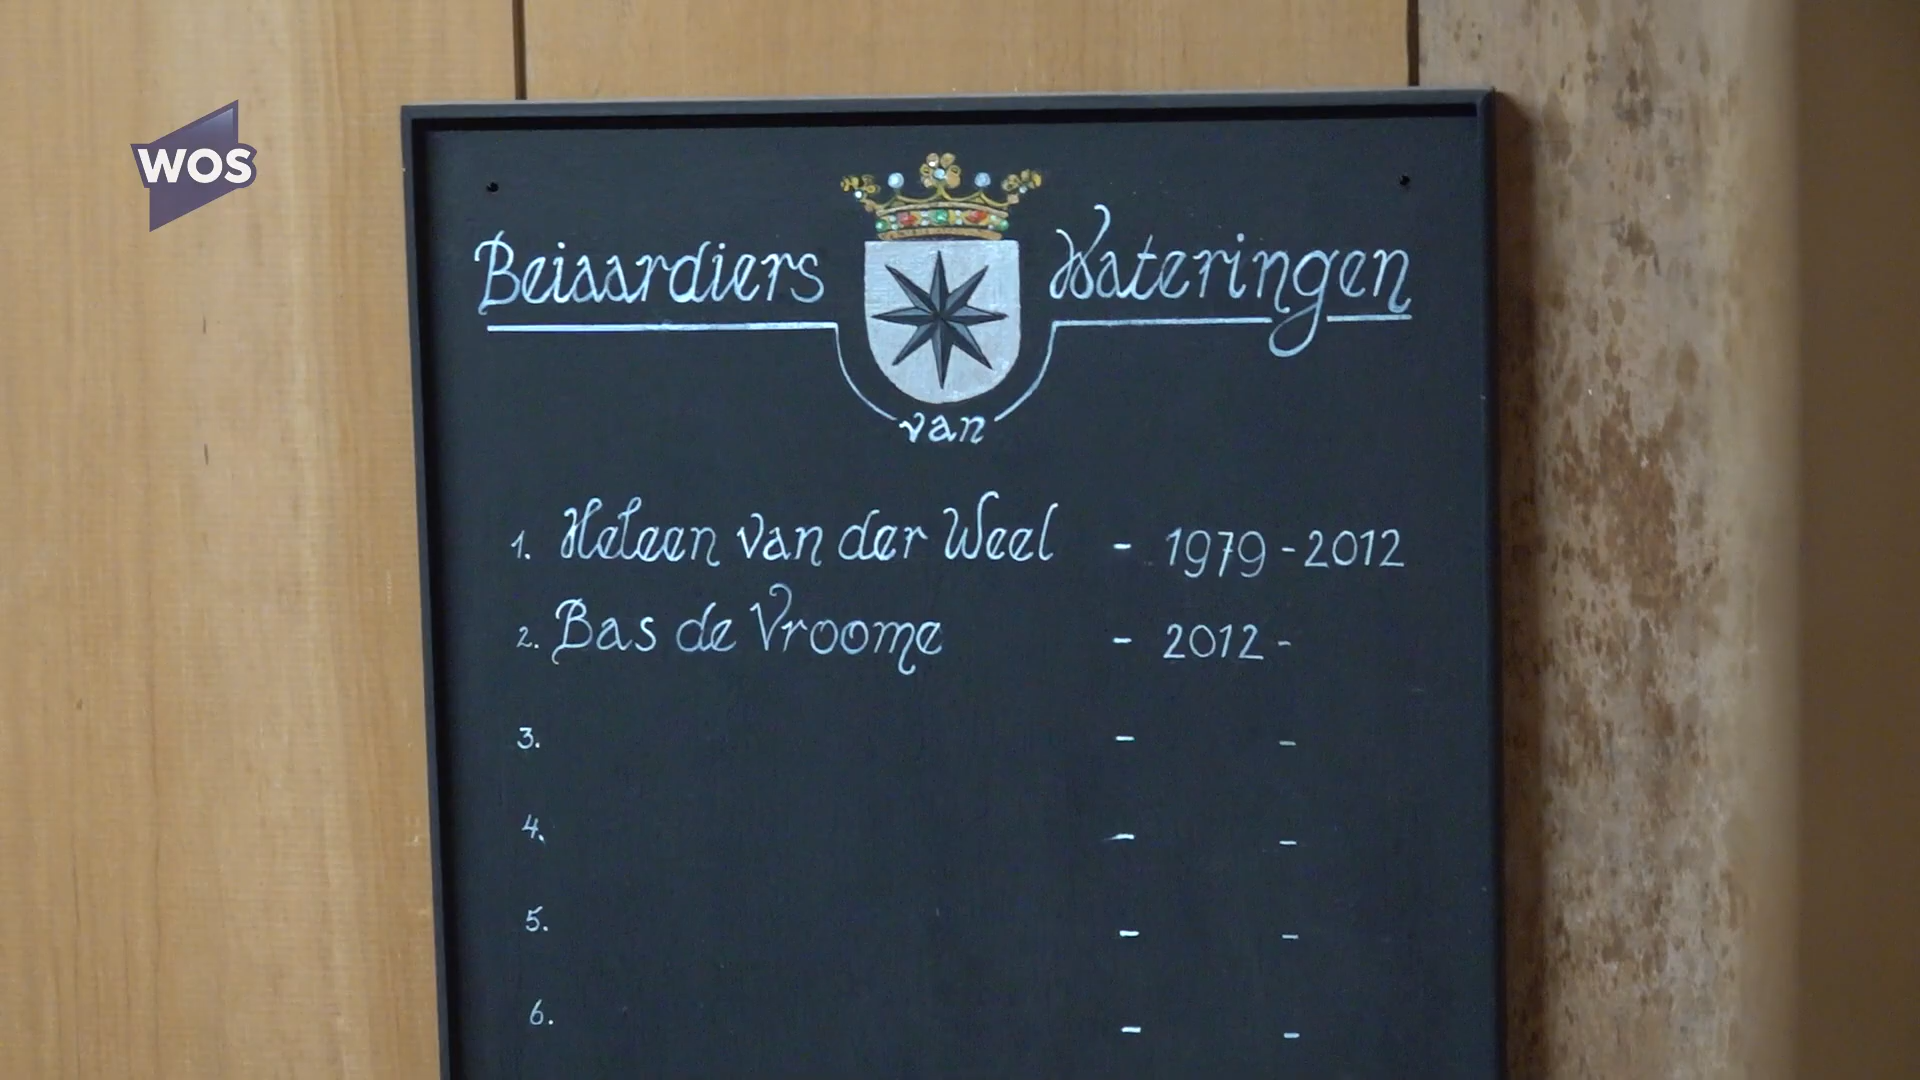 WOS
Beiaardiers van Wateringen
1. Heleen van der Weel - 1979 - 2012
2. Bas de Vroome - 2012 -
3. - -
4. - -
5. - -
6. - -